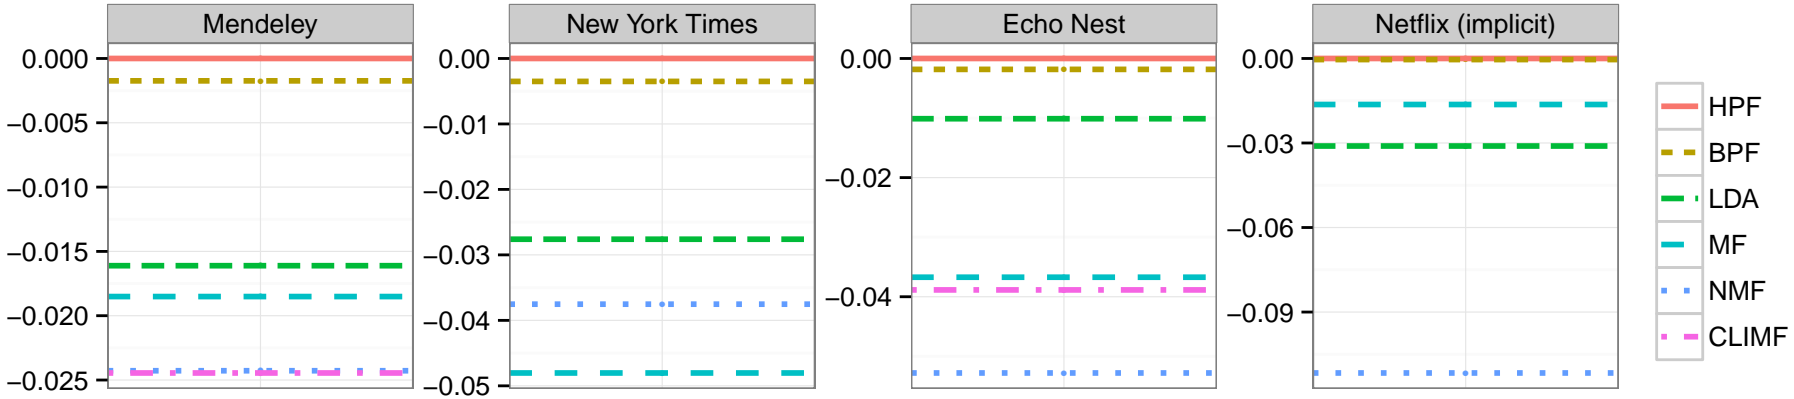 Mendeley
0.000
−0.005
−0.010
−0.015
−0.020
−0.025
New York Times
0.00
−0.01
−0.02
−0.03
−0.04
−0.05
Echo Nest
0.00
−0.02
−0.04
Netflix (implicit)
0.00
−0.03
−0.06
−0.09
HPF
BPF
LDA
MF
NMF
CLIMF